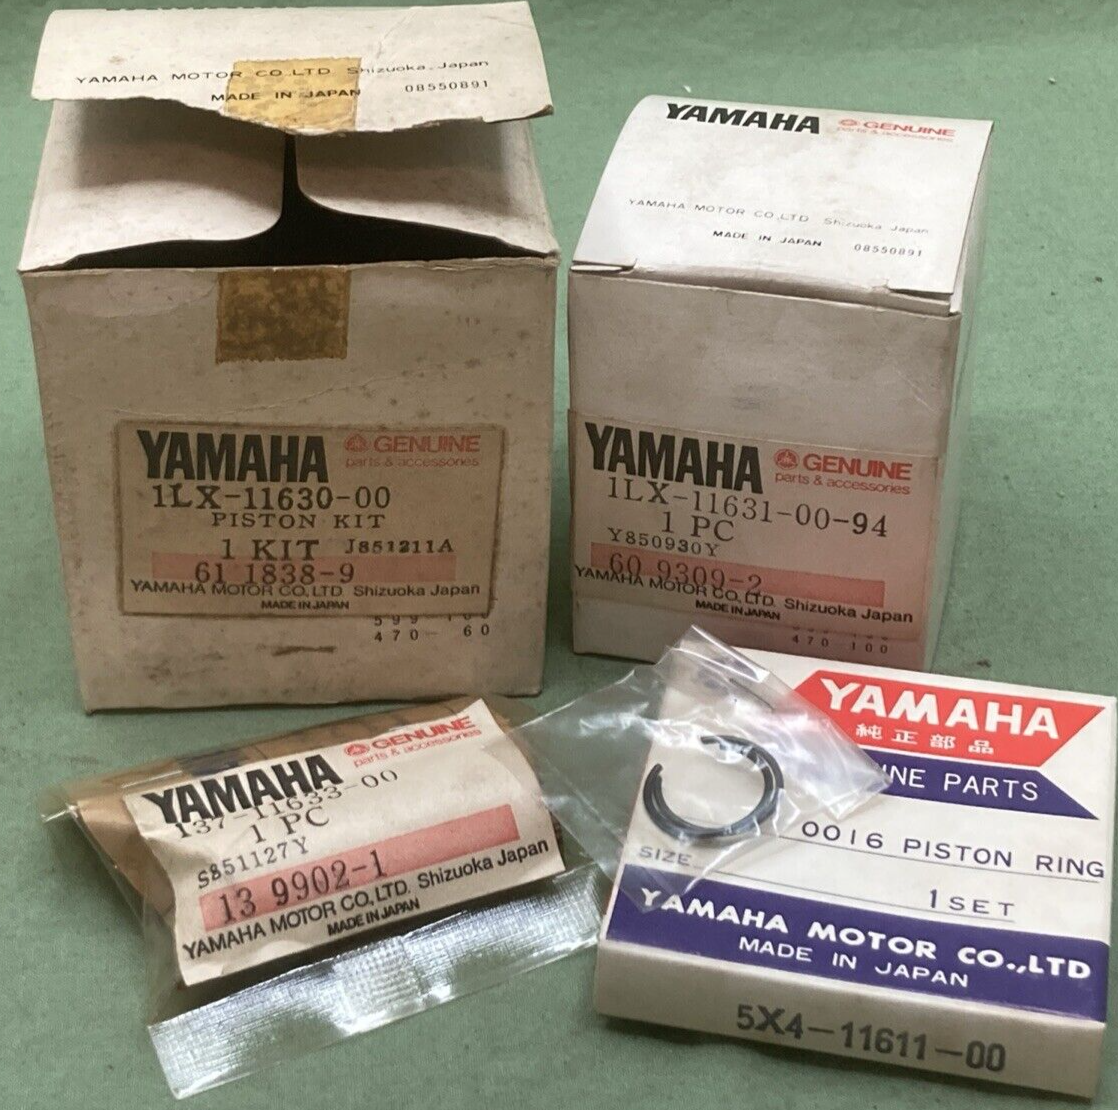 YAMAHA MOTOR CO.LTD Shizuoka Japan
MADE IN JAPAN 08550891
YAMAHA GENUINE
parts & accessories
1LX-11630-00
PISTON KIT
1 KIT J851211A
61 1838-9
YAMAHA MOTOR CO,LTD Shizuoka Japan
MADE IN JAPAN
470- 60
YAMAHA GENUINE
parts & accessories
YAMAHA MOTOR CO.LTD Shizuoka Japan
MADE IN JAPAN 08550891
YAMAHA GENUINE
parts & accessories
1LX-11631-00-94
1 PC
Y850930Y
60 9309-2
YAMAHA MOTOR CO,LTD. Shizuoka Japan
MADE IN JAPAN
470 100
YAMAHA GENUINE
parts & accessories
137-11633-00
1 PC
S851127Y
13 9902-1
YAMAHA MOTOR CO,LTD. Shizuoka Japan
MADE IN JAPAN
YAMAHA
純正部品
PARTS
0016 PISTON RING
SIZE
1 SET
YAMAHA MOTOR CO.,LTD
MADE IN JAPAN
5X4-11611-00